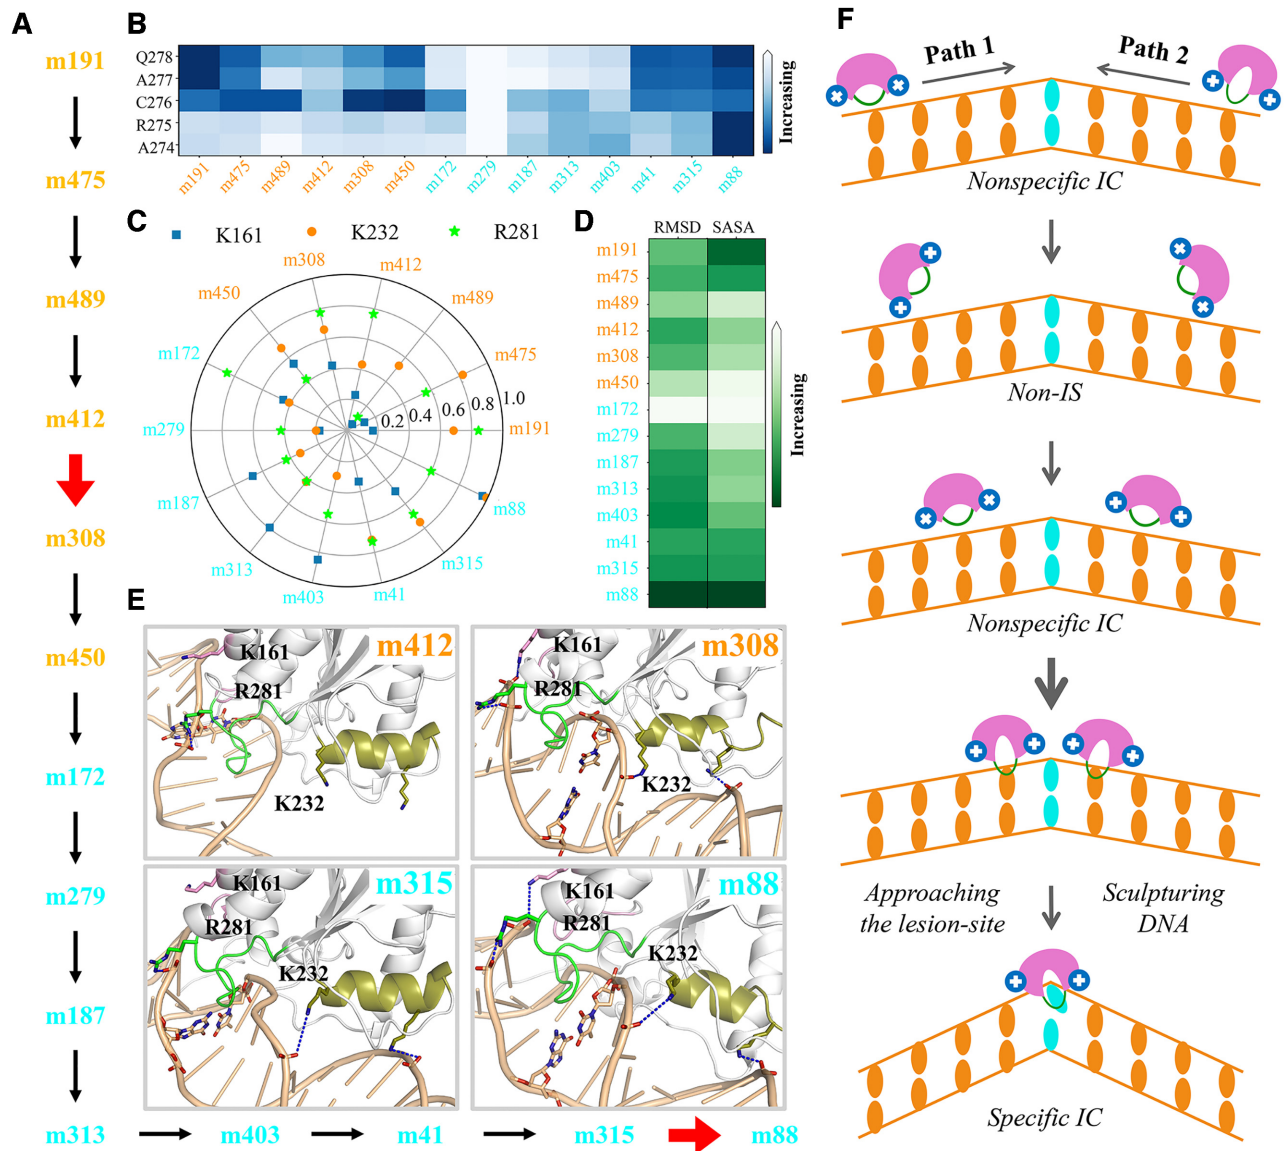 A
m191
m475
m489
m412
m308
m450
m172
m279
m187
m313
m403
m41
m315
m88
B
Q278
A277
C276
R275
A274
m191
m475
m489
m412
m308
m450
m172
m279
m187
m313
m403
m41
m315
m88
Increasing
C
K161
K232
R281
m308
m412
m450
m489
m172
m475
m279
0.2
0.4
0.6
0.8
1.0
m191
m187
m88
m313
m315
m403
m41
D
RMSD SASA
m191
m475
m489
m412
m308
m450
m172
m279
m187
m313
m403
m41
m315
m88
Increasing
E
m412
K161
R281
K232
m308
K161
R281
K232
m315
K161
R281
K232
m88
K161
R281
K232
F
Path 1
Path 2
Nonspecific IC
Non-IS
Nonspecific IC
Approaching
the lesion-site
Sculpturing
DNA
Specific IC